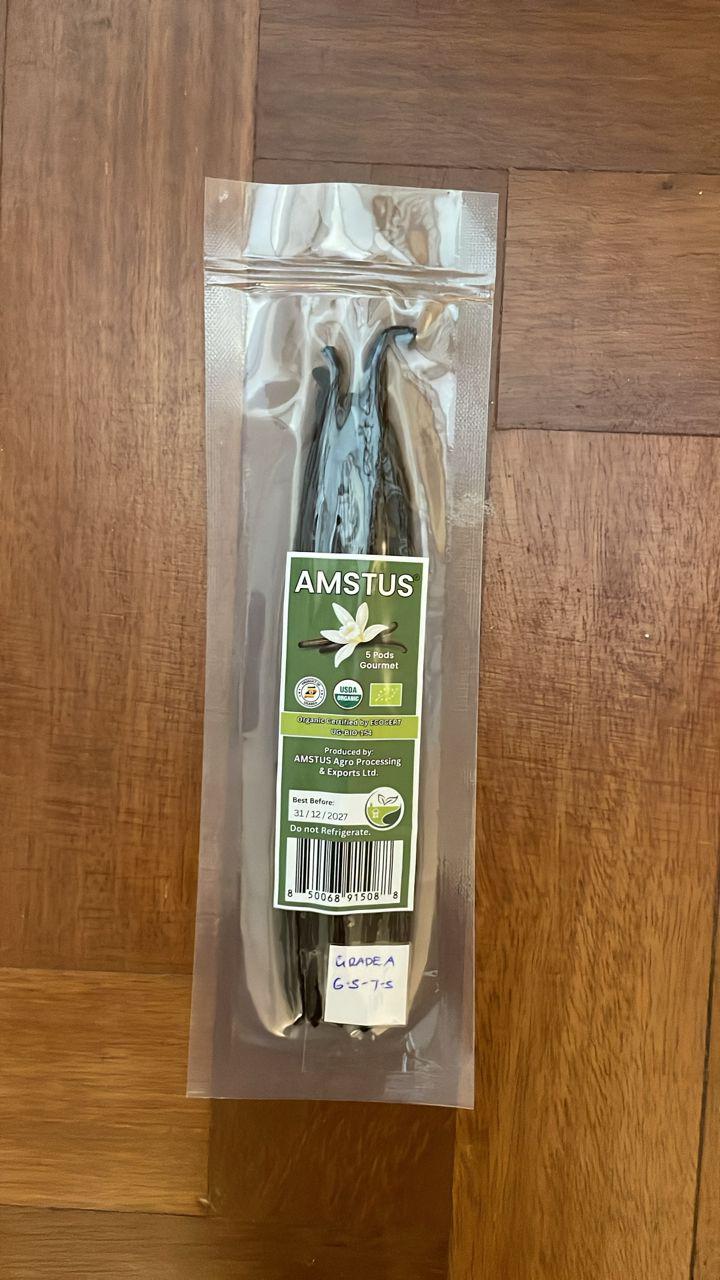 AMSTUS
5 Pods
Gourmet
USDA
ORGANIC
Organic Certified by ECOCERT
UG-BIO-154
Produced by:
AMSTUS Agro Processing
& Exports Ltd.
Best Before:
31 / 12 / 2027
Do not Refrigerate.
8 50068 91508 8
GRADE A
6-5-7-5